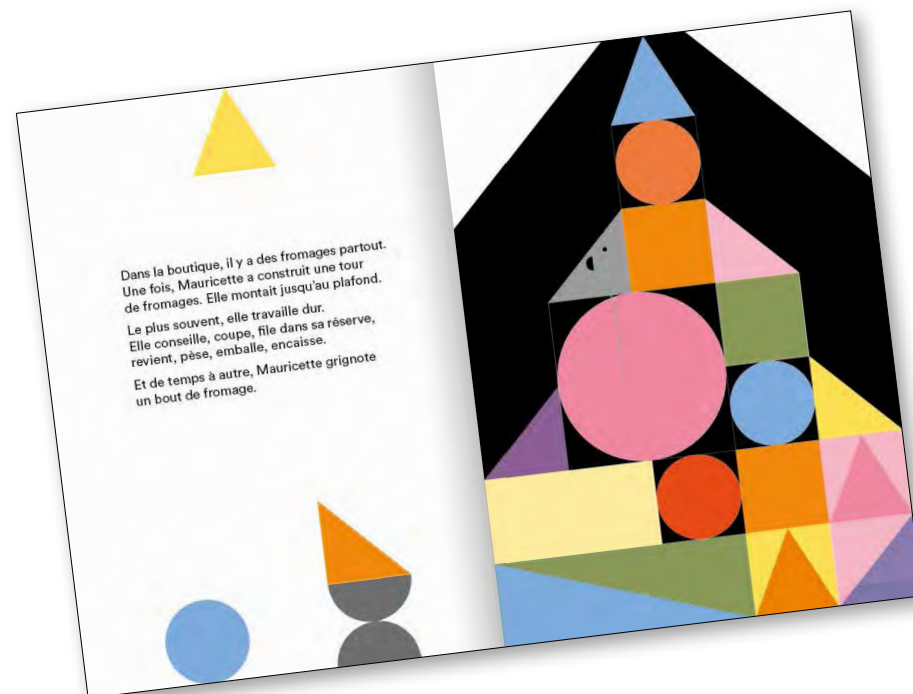 Dans la boutique, il y a des fromages partout.
Une fois, Mauricette a construit une tour
de fromages. Elle montait jusqu'au plafond.
Le plus souvent, elle travaille dur.
Elle conseille, coupe, file dans sa réserve,
revient, pèse, emballe, encaisse.
Et de temps à autre, Mauricette grignote
un bout de fromage.